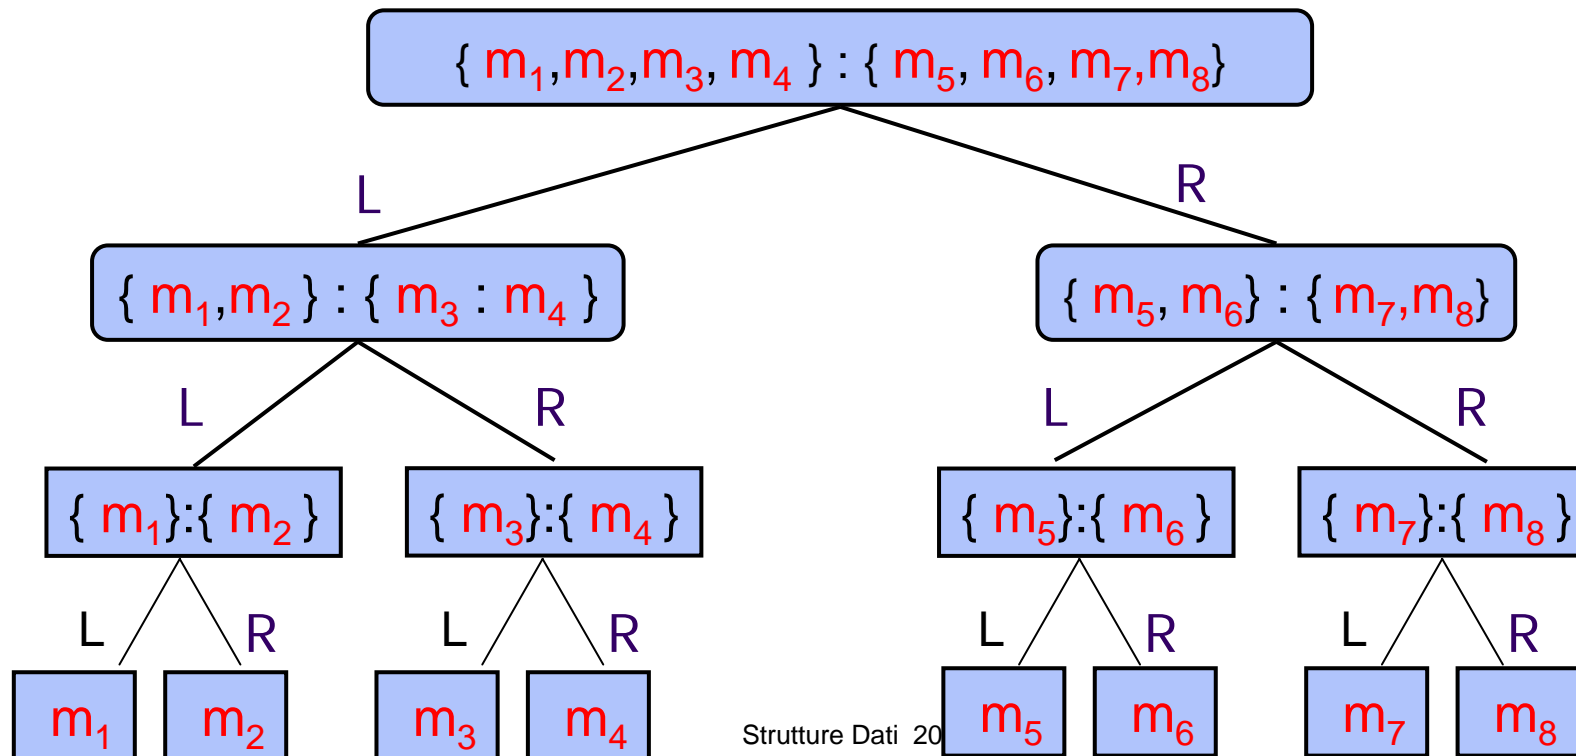 { m₁,m₂,m₃, m₄ } : { m₅, m₆, m₇,m₈}
L R
{ m₁,m₂ } : { m₃ : m₄ } { m₅, m₆} : { m₇,m₈}
L R L R
{ m₁}:{ m₂ } { m₃}:{ m₄ } { m₅}:{ m₆ } { m₇}:{ m₈ }
L R L R L R L R
m₁ m₂ m₃ m₄ m₅ m₆ m₇ m₈
Strutture Dati 20